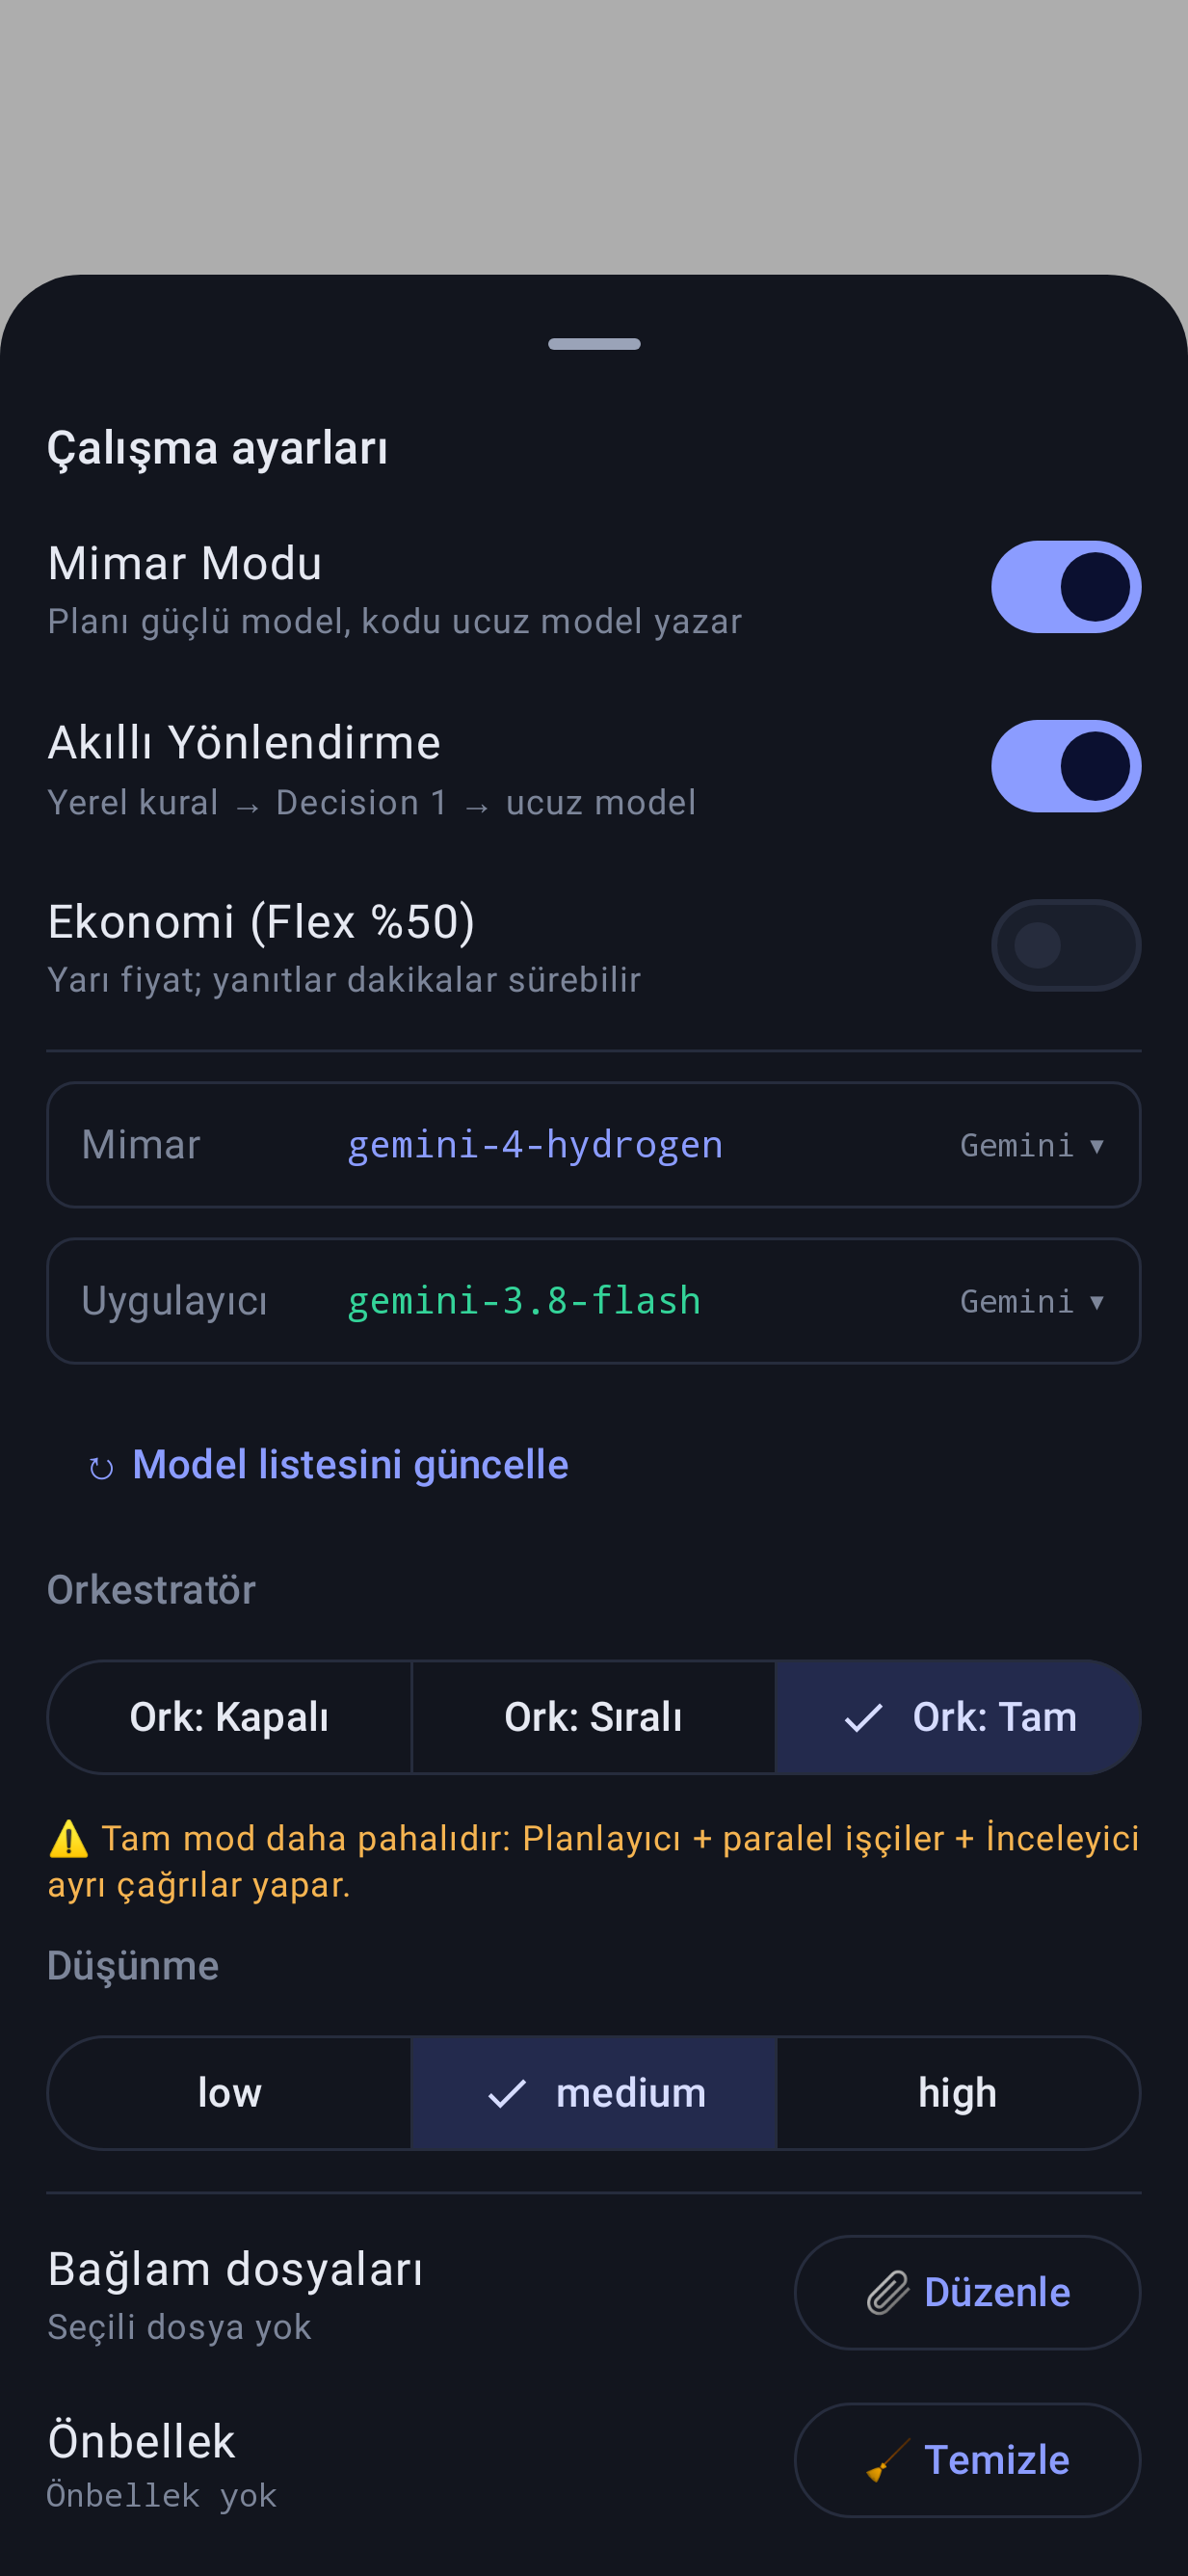 Çalışma ayarları
Mimar Modu
Planı güçlü model, kodu ucuz model yazar
Akıllı Yönlendirme
Yerel kural → Decision 1 → ucuz model
Ekonomi (Flex %50)
Yarı fiyat; yanıtlar dakikalar sürebilir
Mimar gemini-4-hydrogen Gemini ▾
Uygulayıcı gemini-3.8-flash Gemini ▾
↻ Model listesini güncelle
Orkestratör
Ork: Kapalı Ork: Sıralı ✓ Ork: Tam
⚠️ Tam mod daha pahalıdır: Planlayıcı + paralel işçiler + İnceleyici
ayrı çağrılar yapar.
Düşünme
low ✓ medium high
Bağlam dosyaları
Seçili dosya yok
📎 Düzenle
Önbellek
Önbellek yok
🧹 Temizle